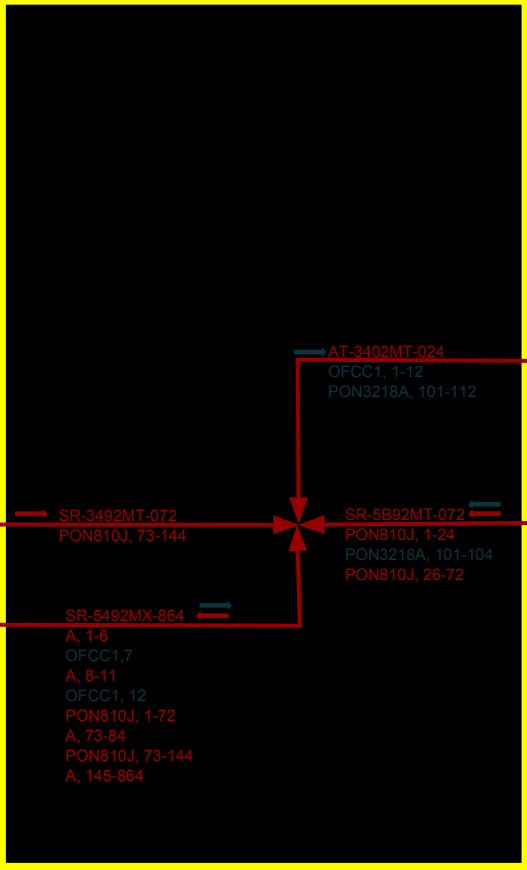 AT-3402MT-024
OFCC1, 1-12
PON3218A, 101-112
SR-3492MT-072
PON810J, 73-144
SR-5B92MT-072
PON810J, 1-24
PON3218A, 101-104
PON810J, 26-72
SR-5492MX-864
A, 1-6
OFCC1,7
A, 8-11
OFCC1, 12
PON810J, 1-72
A, 73-84
PON810J, 73-144
A, 145-864